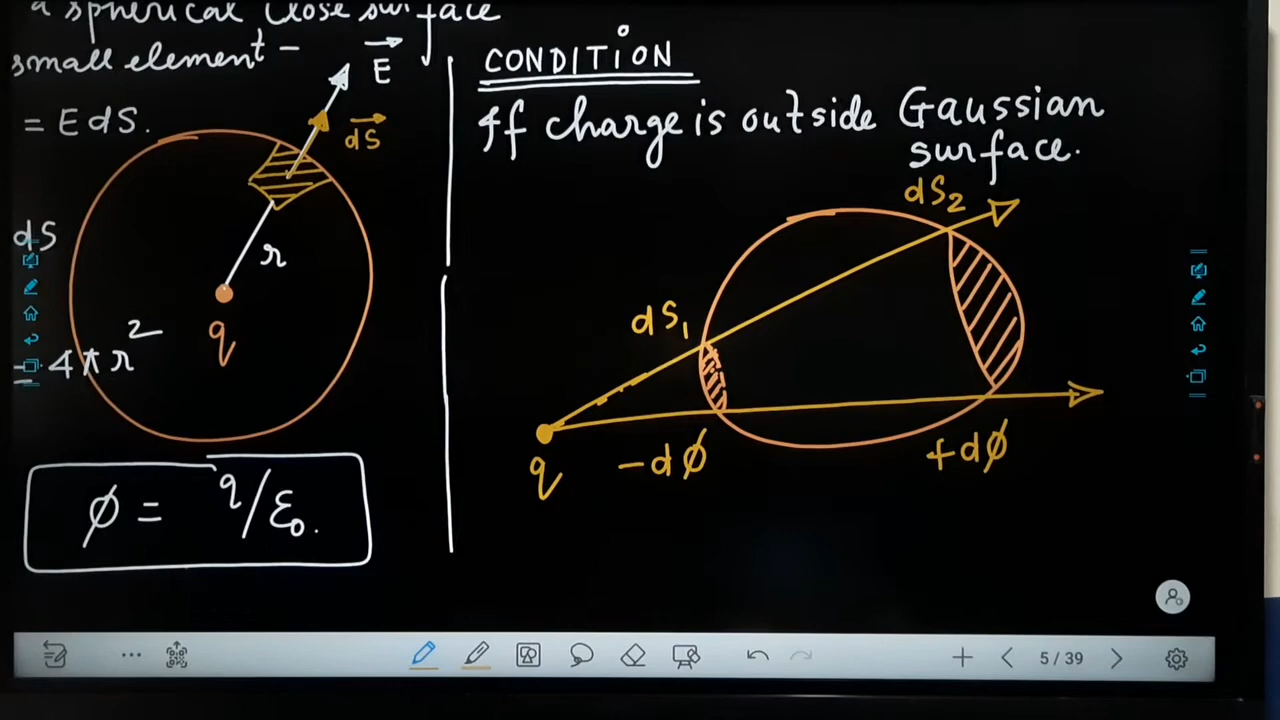 a spherical close surface
small element -
= E dS.
E
dS
dS
r
q
= 4πr²
φ = q/ε₀.
CONDITION
If charge is outside Gaussian
surface.
dS₂
dS₁
q
-dφ
+dφ
5 / 39